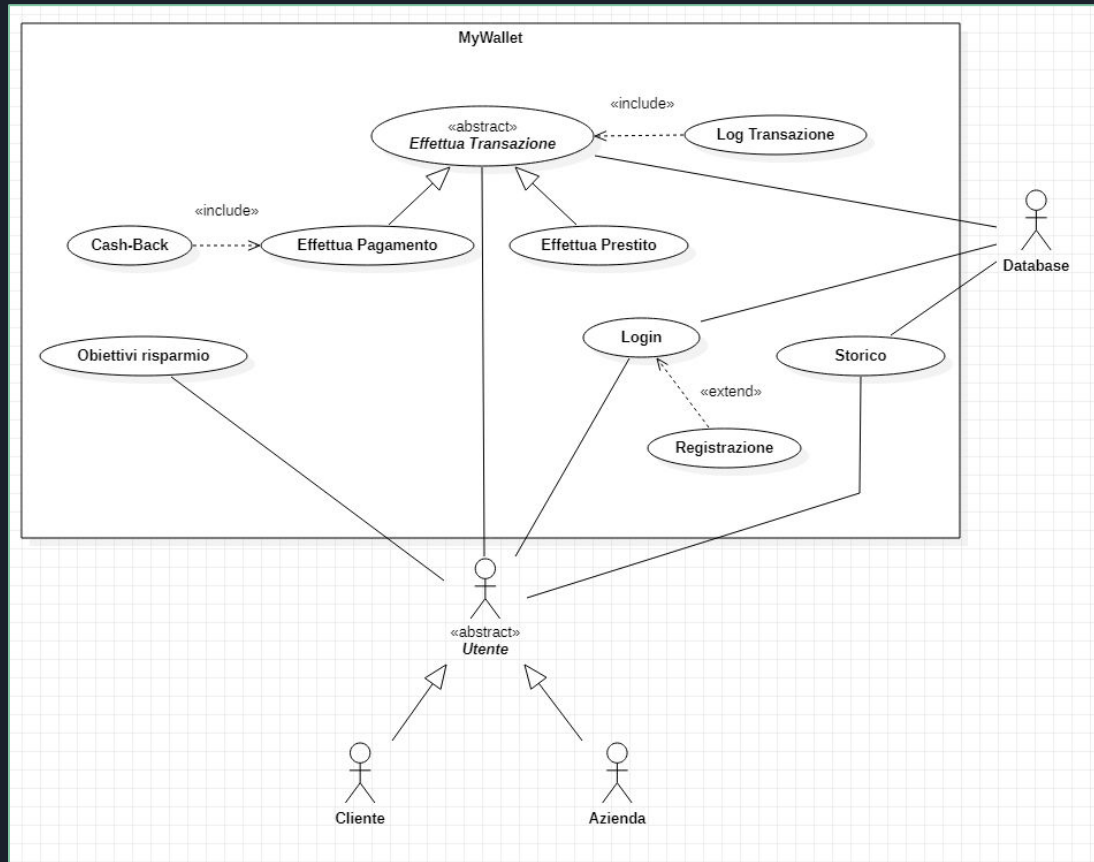 MyWallet
«include»
«abstract»
Effettua Transazione
Log Transazione
«include»
Cash-Back
Effettua Pagamento
Effettua Prestito
Database
Login
Obiettivi risparmio
Storico
«extend»
Registrazione
«abstract»
Utente
Cliente
Azienda